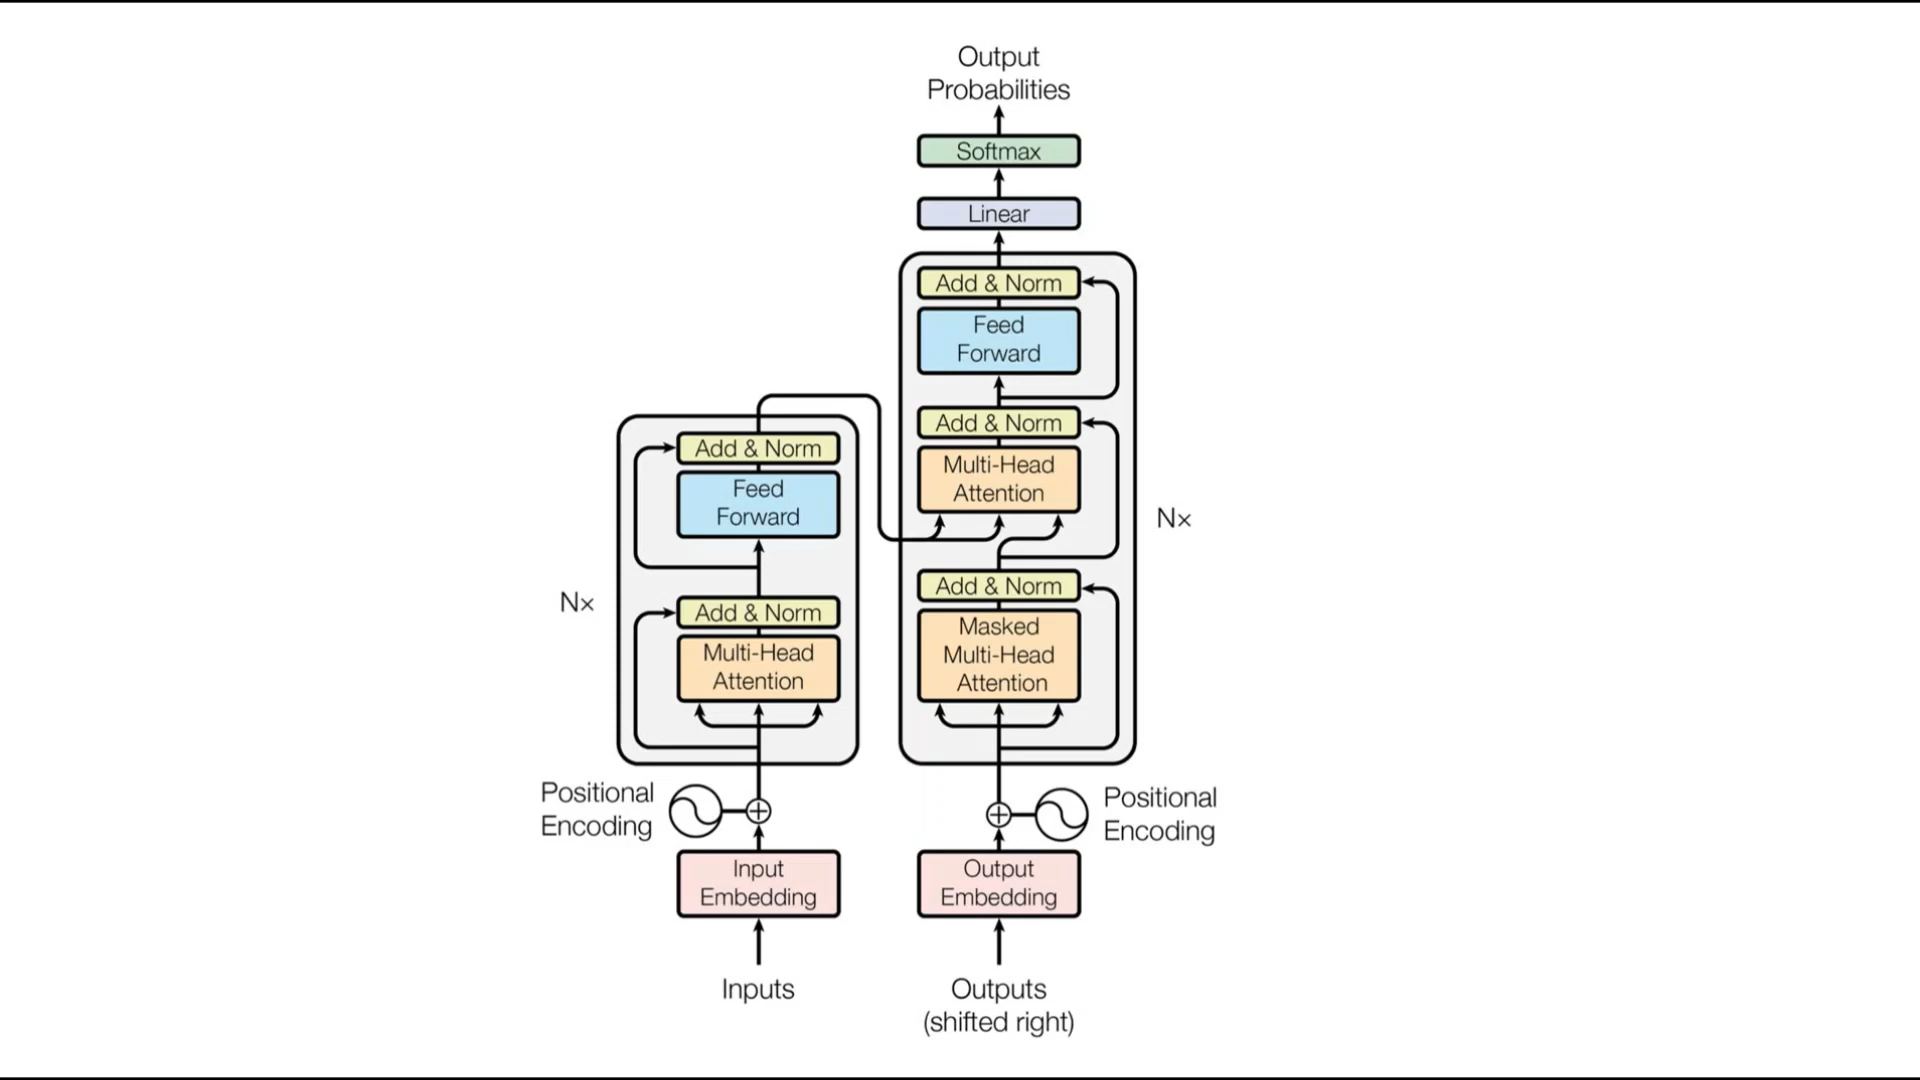 Output
Probabilities
Softmax
Linear
Add & Norm
Feed
Forward
Add & Norm
Multi-Head
Attention
Add & Norm
Masked
Multi-Head
Attention
Nx
Add & Norm
Feed
Forward
Add & Norm
Multi-Head
Attention
Nx
Positional
Encoding
Positional
Encoding
Input
Embedding
Output
Embedding
Inputs
Outputs
(shifted right)